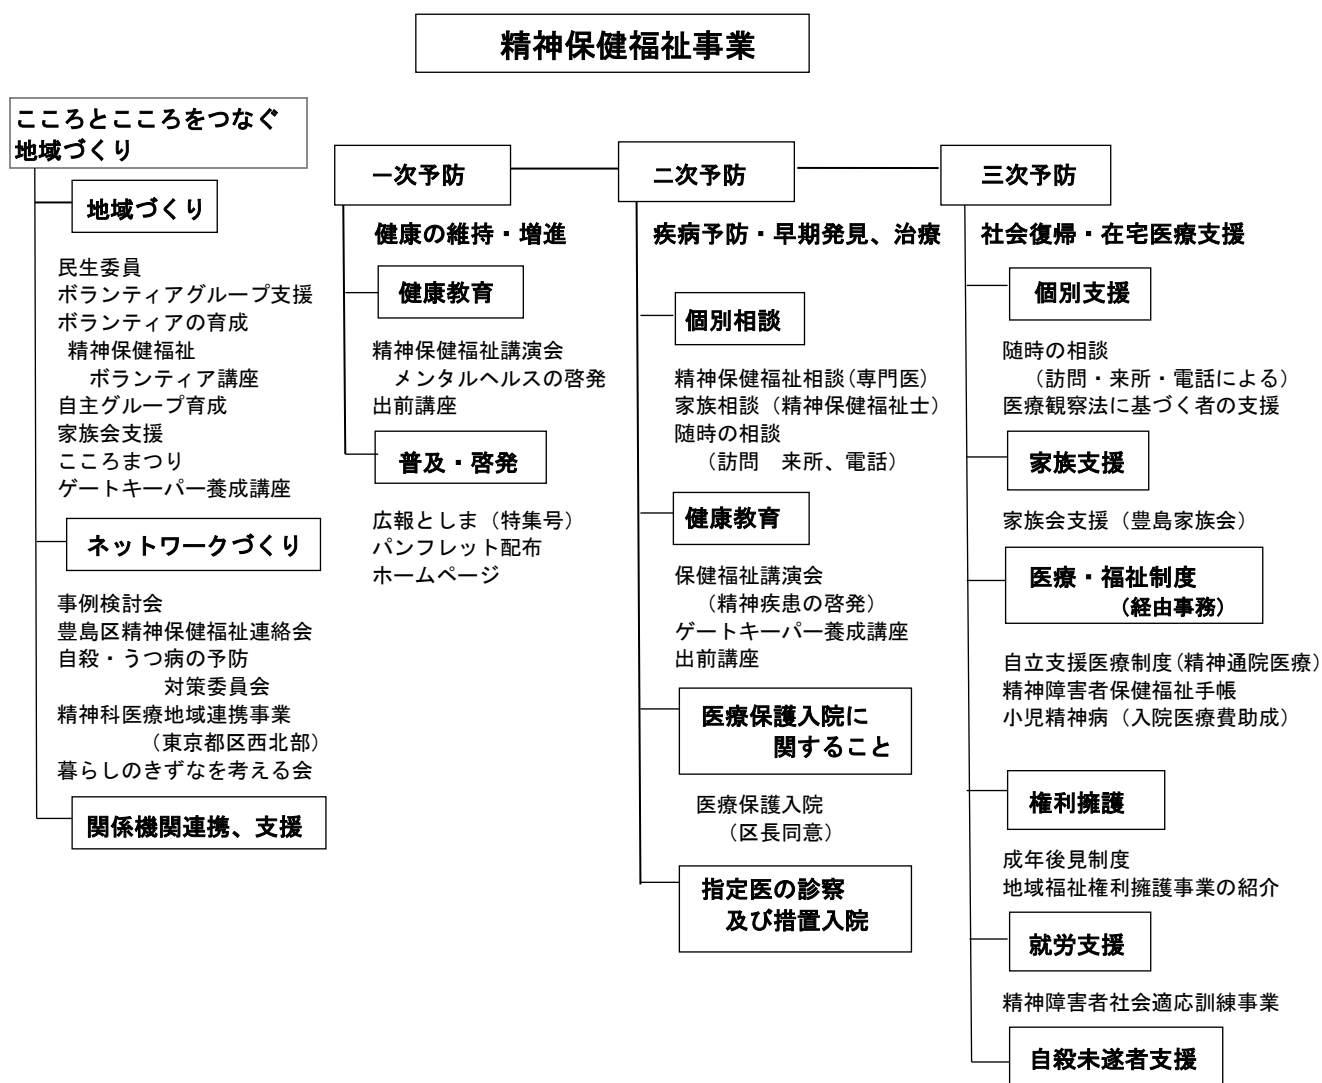 精神保健福祉事業
こころとこころをつなぐ
地域づくり
地域づくり
民生委員
ボランティアグループ支援
ボランティアの育成
精神保健福祉
ボランティア講座
自主グループ育成
家族会支援
こころまつり
ゲートキーパー養成講座
ネットワークづくり
事例検討会
豊島区精神保健福祉連絡会
自殺・うつ病の予防
対策委員会
精神科医療地域連携事業
（東京都区西北部）
暮らしのきずなを考える会
関係機関連携、支援
一次予防
健康の維持・増進
健康教育
精神保健福祉講演会
メンタルヘルスの啓発
出前講座
普及・啓発
広報としま（特集号）
パンフレット配布
ホームページ
二次予防
疾病予防・早期発見、治療
個別相談
精神保健福祉相談(専門医）
家族相談（精神保健福祉士）
随時の相談
（訪問　来所、電話）
健康教育
保健福祉講演会
（精神疾患の啓発）
ゲートキーパー養成講座
出前講座
医療保護入院に
関すること
医療保護入院
（区長同意）
指定医の診察
及び措置入院
三次予防
社会復帰・在宅医療支援
個別支援
随時の相談
（訪問・来所・電話による）
医療観察法に基づく者の支援
家族支援
家族会支援（豊島家族会）
医療・福祉制度
（経由事務）
自立支援医療制度(精神通院医療）
精神障害者保健福祉手帳
小児精神病（入院医療費助成）
権利擁護
成年後見制度
地域福祉権利擁護事業の紹介
就労支援
精神障害者社会適応訓練事業
自殺未遂者支援